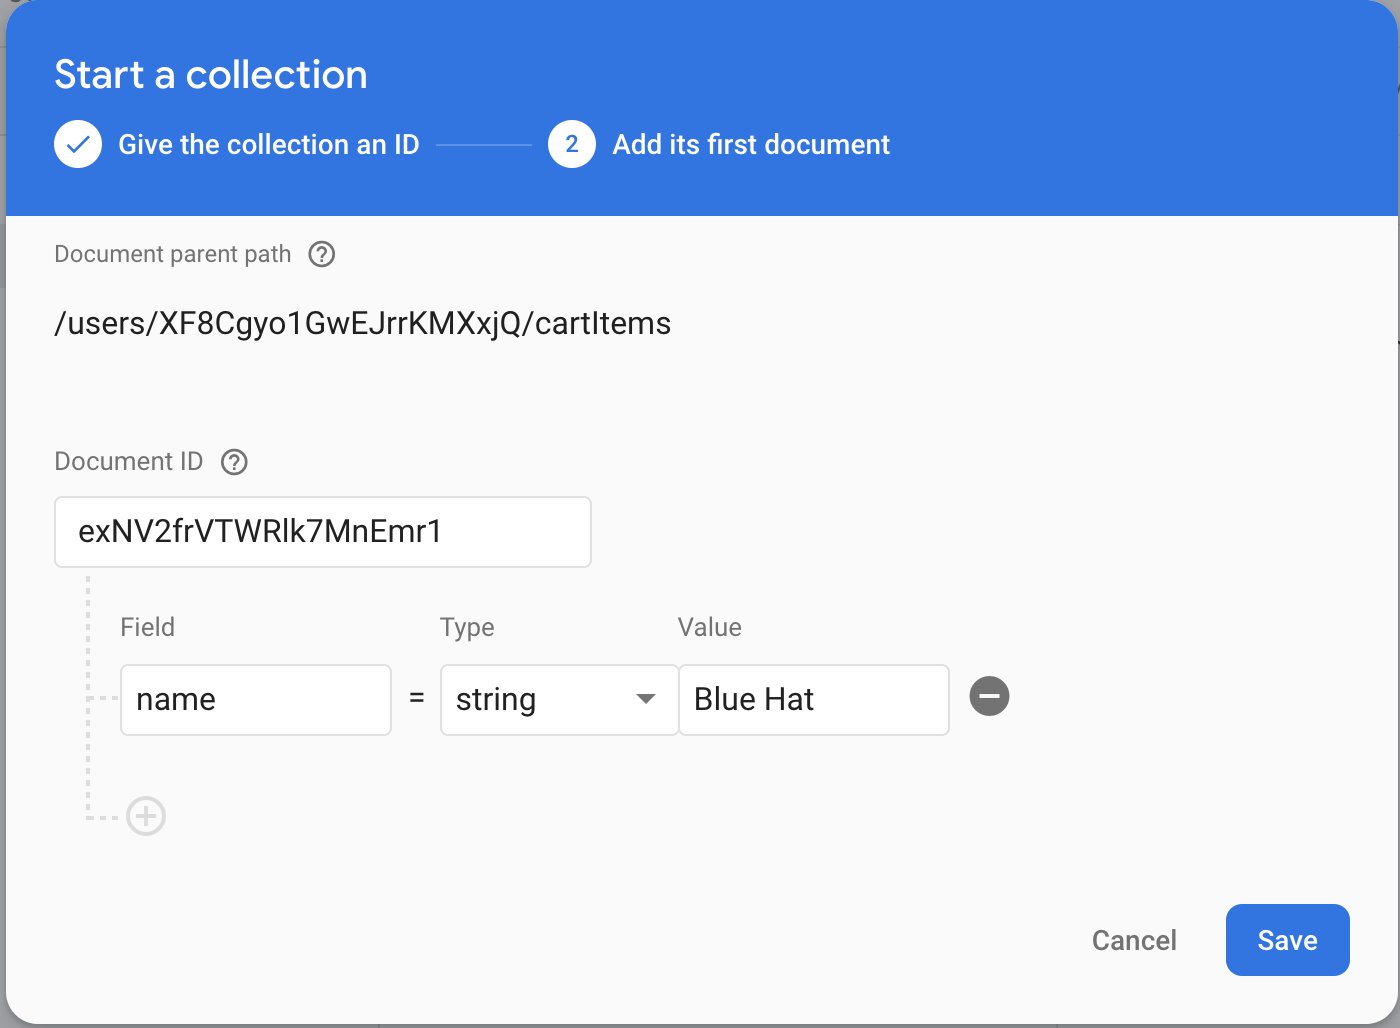 Start a collection
Give the collection an ID
2 Add its first document
Document parent path ?
/users/XF8Cgyo1GwEJrrKMXxjQ/cartItems
Document ID ?
exNV2frVTWRlk7MnEmr1
Field Type Value
name = string Blue Hat
Cancel Save